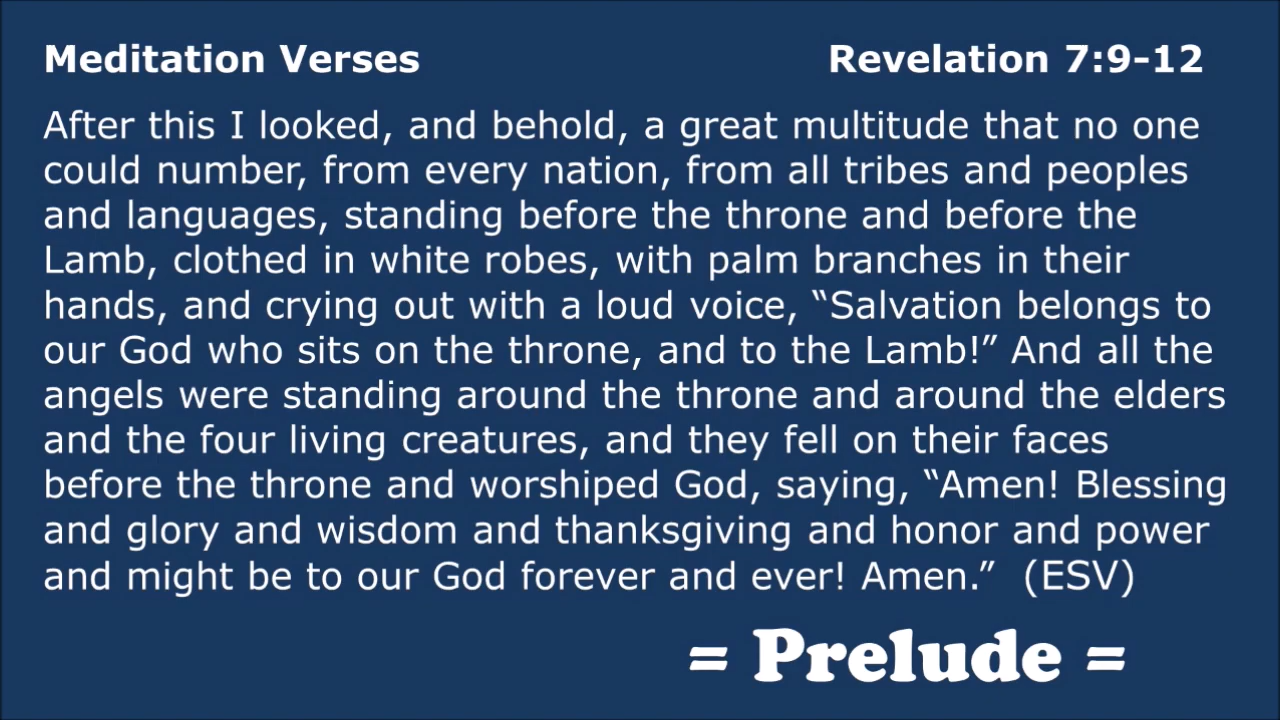 Meditation Verses Revelation 7:9-12
After this I looked, and behold, a great multitude that no one
could number, from every nation, from all tribes and peoples
and languages, standing before the throne and before the
Lamb, clothed in white robes, with palm branches in their
hands, and crying out with a loud voice, “Salvation belongs to
our God who sits on the throne, and to the Lamb!” And all the
angels were standing around the throne and around the elders
and the four living creatures, and they fell on their faces
before the throne and worshiped God, saying, “Amen! Blessing
and glory and wisdom and thanksgiving and honor and power
and might be to our God forever and ever! Amen.” (ESV)
= Prelude =